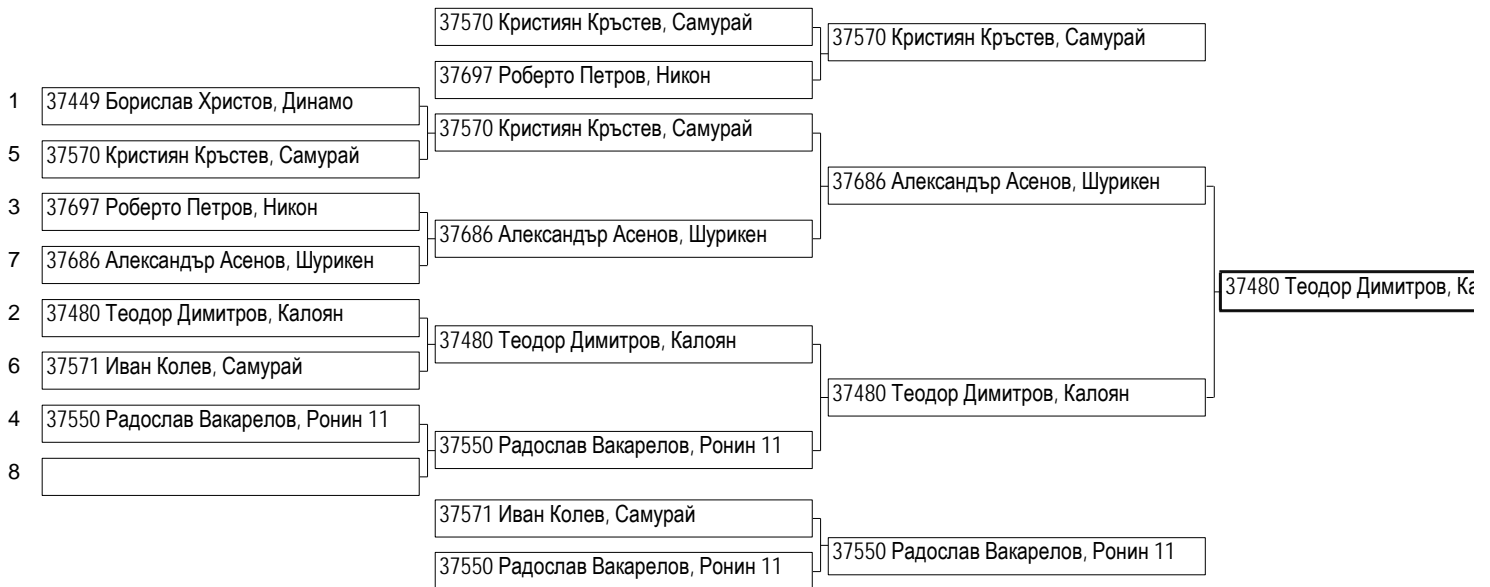 37570 Кристиян Кръстев, Самурай
37570 Кристиян Кръстев, Самурай
37697 Роберто Петров, Никон
1 37449 Борислав Христов, Динамо
37570 Кристиян Кръстев, Самурай
5 37570 Кристиян Кръстев, Самурай
37686 Александър Асенов, Шурикен
3 37697 Роберто Петров, Никон
37686 Александър Асенов, Шурикен
7 37686 Александър Асенов, Шурикен
37480 Теодор Димитров,
2 37480 Теодор Димитров, Калоян
37480 Теодор Димитров, Калоян
6 37571 Иван Колев, Самурай
37480 Теодор Димитров, Калоян
4 37550 Радослав Вакарелов, Ронин 11
37550 Радослав Вакарелов, Ронин 11
8
37571 Иван Колев, Самурай
37550 Радослав Вакарелов, Ронин 11
37550 Радослав Вакарелов, Ронин 11